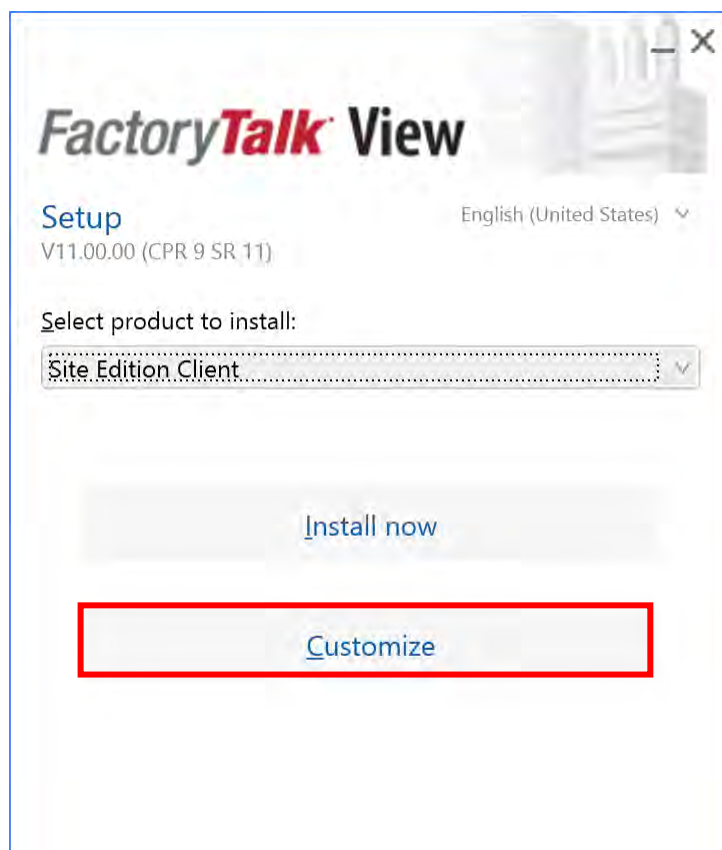 FactoryTalk View
Setup
English (United States)
V11.00.00 (CPR 9 SR 11)
Select product to install:
Site Edition Client
Install now
Customize